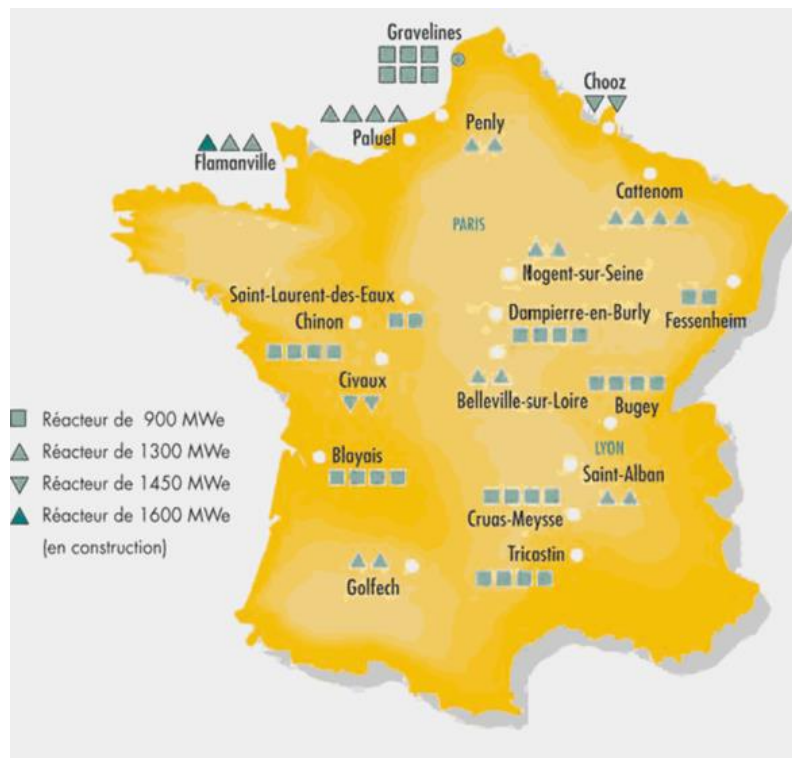 Gravelines
Chooz
Paluel
Penly
Flamanville
Cattenom
PARIS
Nogent-sur-Seine
Saint-Laurent-des-Eaux
Dampierre-en-Burly
Fessenheim
Chinon
Civaux
Belleville-sur-Loire
Bugey
Réacteur de 900 MWe
Réacteur de 1300 MWe
Réacteur de 1450 MWe
Réacteur de 1600 MWe
(en construction)
Blayais
LYON
Saint-Alban
Cruas-Meysse
Tricastin
Golfech